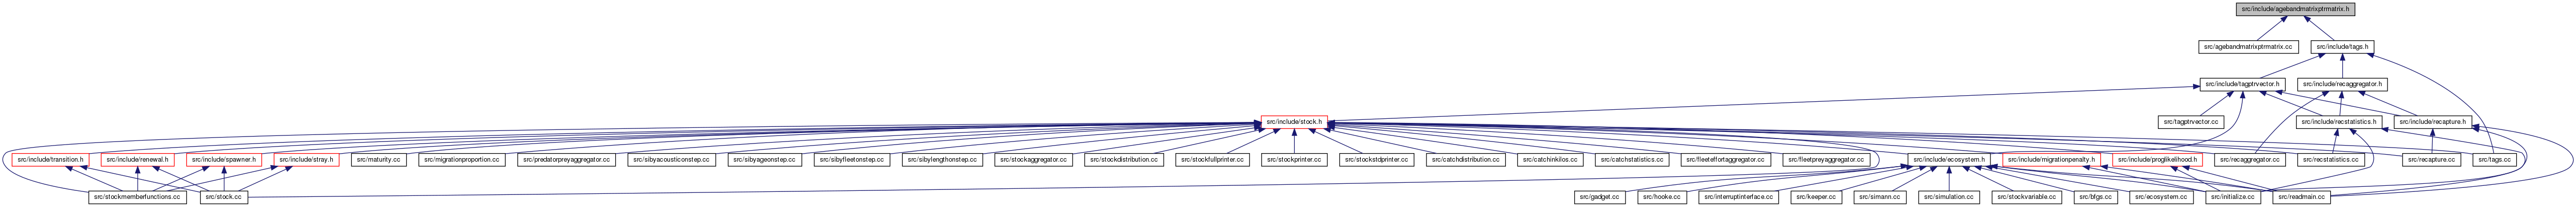 src/include/agebandmatrixptrmatrix.h
src/agebandmatrixptrmatrix.cc
src/include/tags.h
src/include/tagptrvector.h
src/include/recaggregator.h
src/include/stock.h
src/tagptrvector.cc
src/include/recstatistics.h
src/include/recapture.h
src/include/transition.h
src/include/renewal.h
src/include/spawner.h
src/include/stray.h
src/maturity.cc
src/migrationproportion.cc
src/predatorpreyaggregator.cc
src/sibyacousticonstep.cc
src/sibyageonstep.cc
src/sibyfleetonstep.cc
src/sibylengthonstep.cc
src/stockaggregator.cc
src/stockdistribution.cc
src/stockfullprinter.cc
src/stockprinter.cc
src/stockstdprinter.cc
src/catchdistribution.cc
src/catchinkilos.cc
src/catchstatistics.cc
src/fleeteffortaggregator.cc
src/fleetpreyaggregator.cc
src/include/ecosystem.h
src/include/migrationpenalty.h
src/include/proglikelihood.h
src/recaggregator.cc
src/recstatistics.cc
src/recapture.cc
src/tags.cc
src/stockmemberfunctions.cc
src/stock.cc
src/gadget.cc
src/hooke.cc
src/interruptinterface.cc
src/keeper.cc
src/simann.cc
src/simulation.cc
src/stockvariable.cc
src/bfgs.cc
src/ecosystem.cc
src/initialize.cc
src/readmain.cc